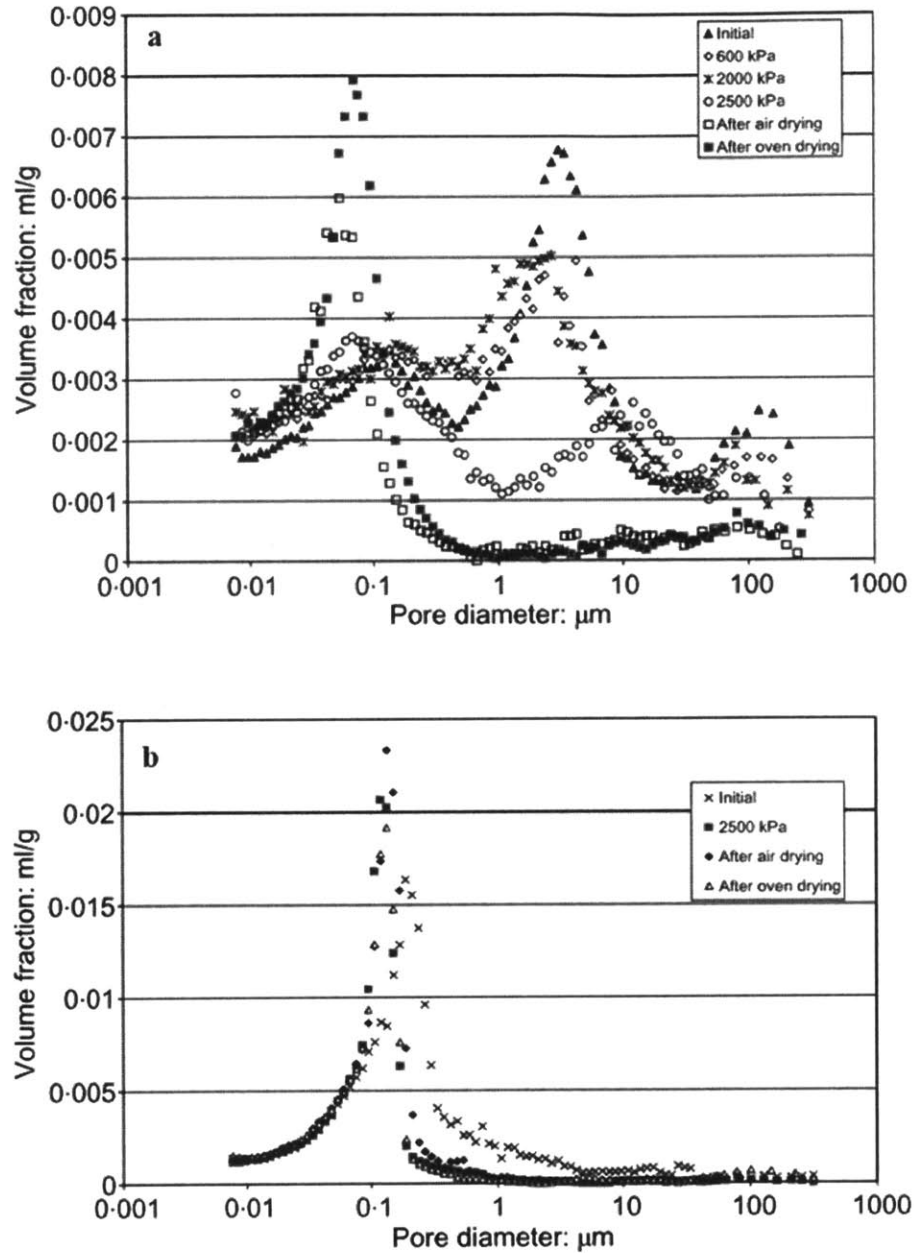 a
0·009
0·008
0·007
0·006
0·005
0·004
0·003
0·002
0·001
0
Volume fraction: ml/g
Initial
600 kPa
2000 kPa
2500 kPa
After air drying
After oven drying
0·001 0·01 0·1 1 10 100 1000
Pore diameter: μm
b
0·025
0·02
0·015
0·01
0·005
0
Volume fraction: ml/g
Initial
2500 kPa
After air drying
After oven drying
0·001 0·01 0·1 1 10 100 1000
Pore diameter: μm